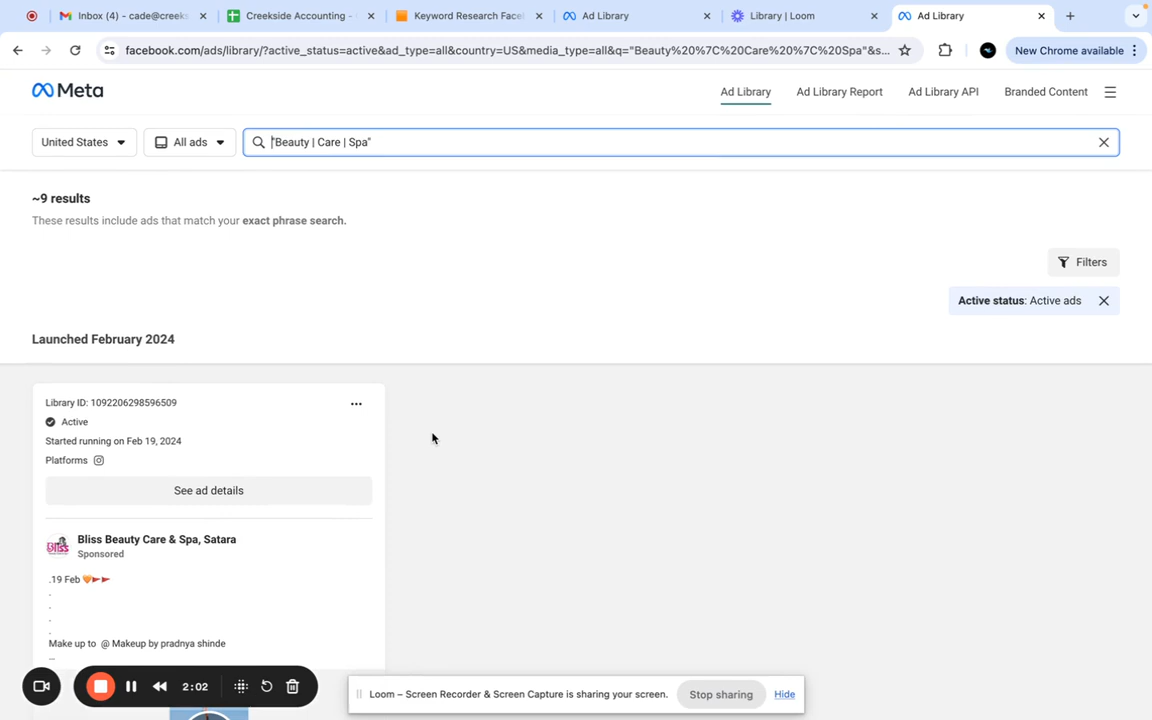 Inbox (4) – cade@creeks
Creekside Accounting -
Keyword Research Face
Ad Library
Library | Loom
Ad Library
facebook.com/ads/library/?active_status=active&ad_type=all&country=US&media_type=all&q="Beauty%20%7C%20Care%20%7C%20Spa"&s...
New Chrome available
Meta
Ad Library
Ad Library Report
Ad Library API
Branded Content
United States
All ads
"Beauty | Care | Spa"
~9 results
These results include ads that match your exact phrase search.
Filters
Active status: Active ads
Launched February 2024
Library ID: 1092206298596509
Active
Started running on Feb 19, 2024
Platforms
See ad details
Bliss Beauty Care & Spa, Satara
Sponsored
.19 Feb 🧡🚩🚩
.
.
.
.
Make up to @ Makeup by pradnya shinde
...
2:02
Loom – Screen Recorder & Screen Capture is sharing your screen.
Stop sharing
Hide